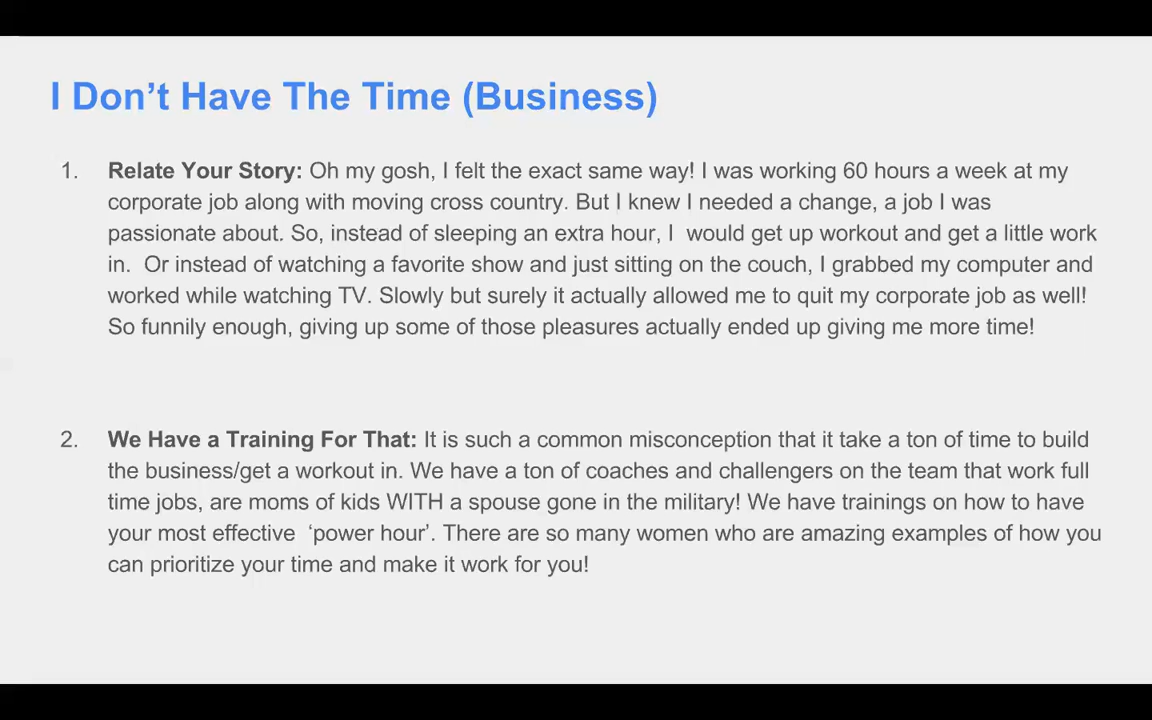 I Don’t Have The Time (Business)
1. Relate Your Story: Oh my gosh, I felt the exact same way! I was working 60 hours a week at my
corporate job along with moving cross country. But I knew I needed a change, a job I was
passionate about. So, instead of sleeping an extra hour, I  would get up workout and get a little work
in.  Or instead of watching a favorite show and just sitting on the couch, I grabbed my computer and
worked while watching TV. Slowly but surely it actually allowed me to quit my corporate job as well!
So funnily enough, giving up some of those pleasures actually ended up giving me more time!
2. We Have a Training For That: It is such a common misconception that it take a ton of time to build
the business/get a workout in. We have a ton of coaches and challengers on the team that work full
time jobs, are moms of kids WITH a spouse gone in the military! We have trainings on how to have
your most effective  ‘power hour’. There are so many women who are amazing examples of how you
can prioritize your time and make it work for you!